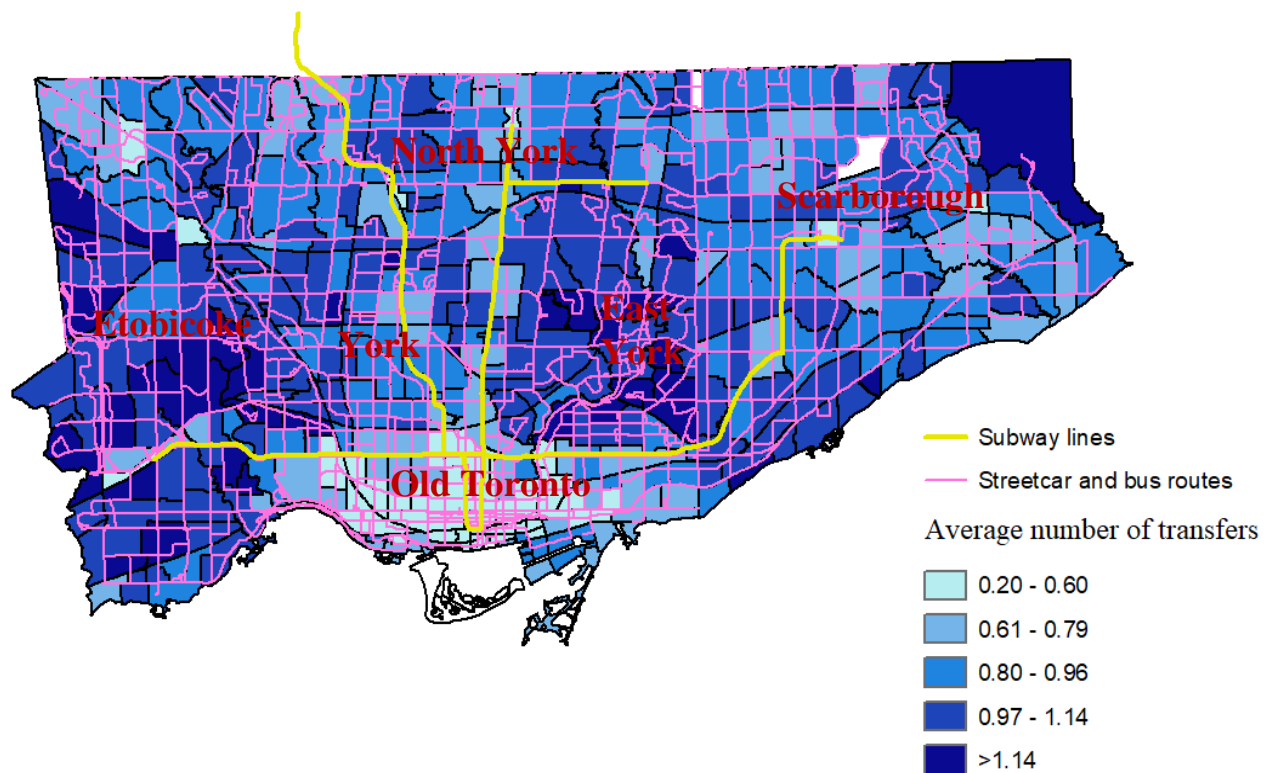 North York
Scarborough
Etobicoke
York
East
York
Old Toronto
Subway lines
Streetcar and bus routes
Average number of transfers
0.20 - 0.60
0.61 - 0.79
0.80 - 0.96
0.97 - 1.14
>1.14